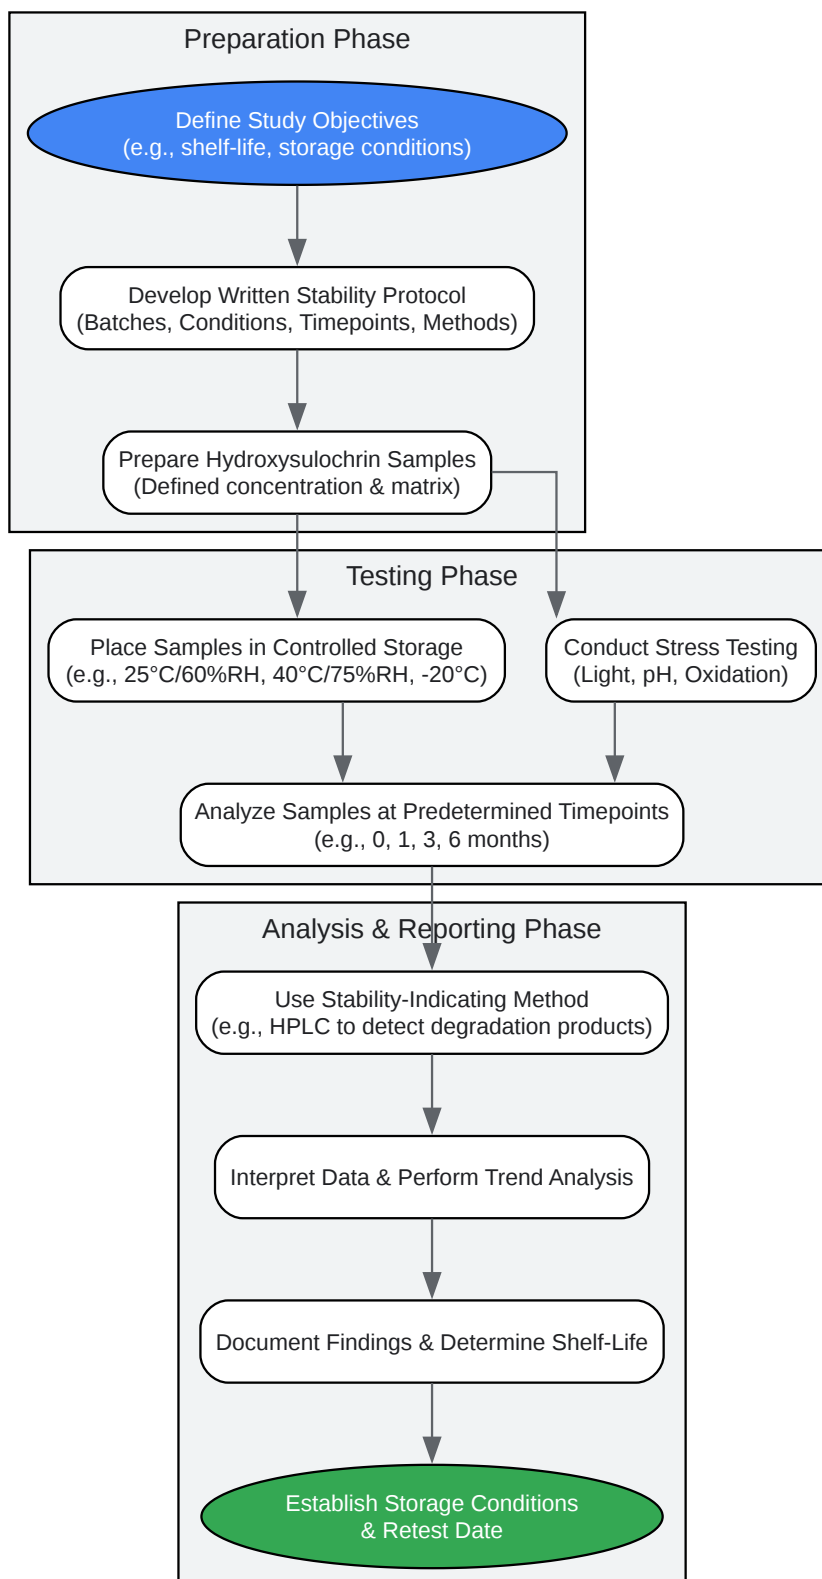 Preparation Phase
Define Study Objectives
(e.g., shelf-life, storage conditions)
Develop Written Stability Protocol
(Batches, Conditions, Timepoints, Methods)
Prepare Hydroxysulochrin Samples
(Defined concentration & matrix)
Testing Phase
Place Samples in Controlled Storage
(e.g., 25°C/60%RH, 40°C/75%RH, -20°C)
Conduct Stress Testing
(Light, pH, Oxidation)
Analyze Samples at Predetermined Timepoints
(e.g., 0, 1, 3, 6 months)
Analysis & Reporting Phase
Use Stability-Indicating Method
(e.g., HPLC to detect degradation products)
Interpret Data & Perform Trend Analysis
Document Findings & Determine Shelf-Life
Establish Storage Conditions
& Retest Date